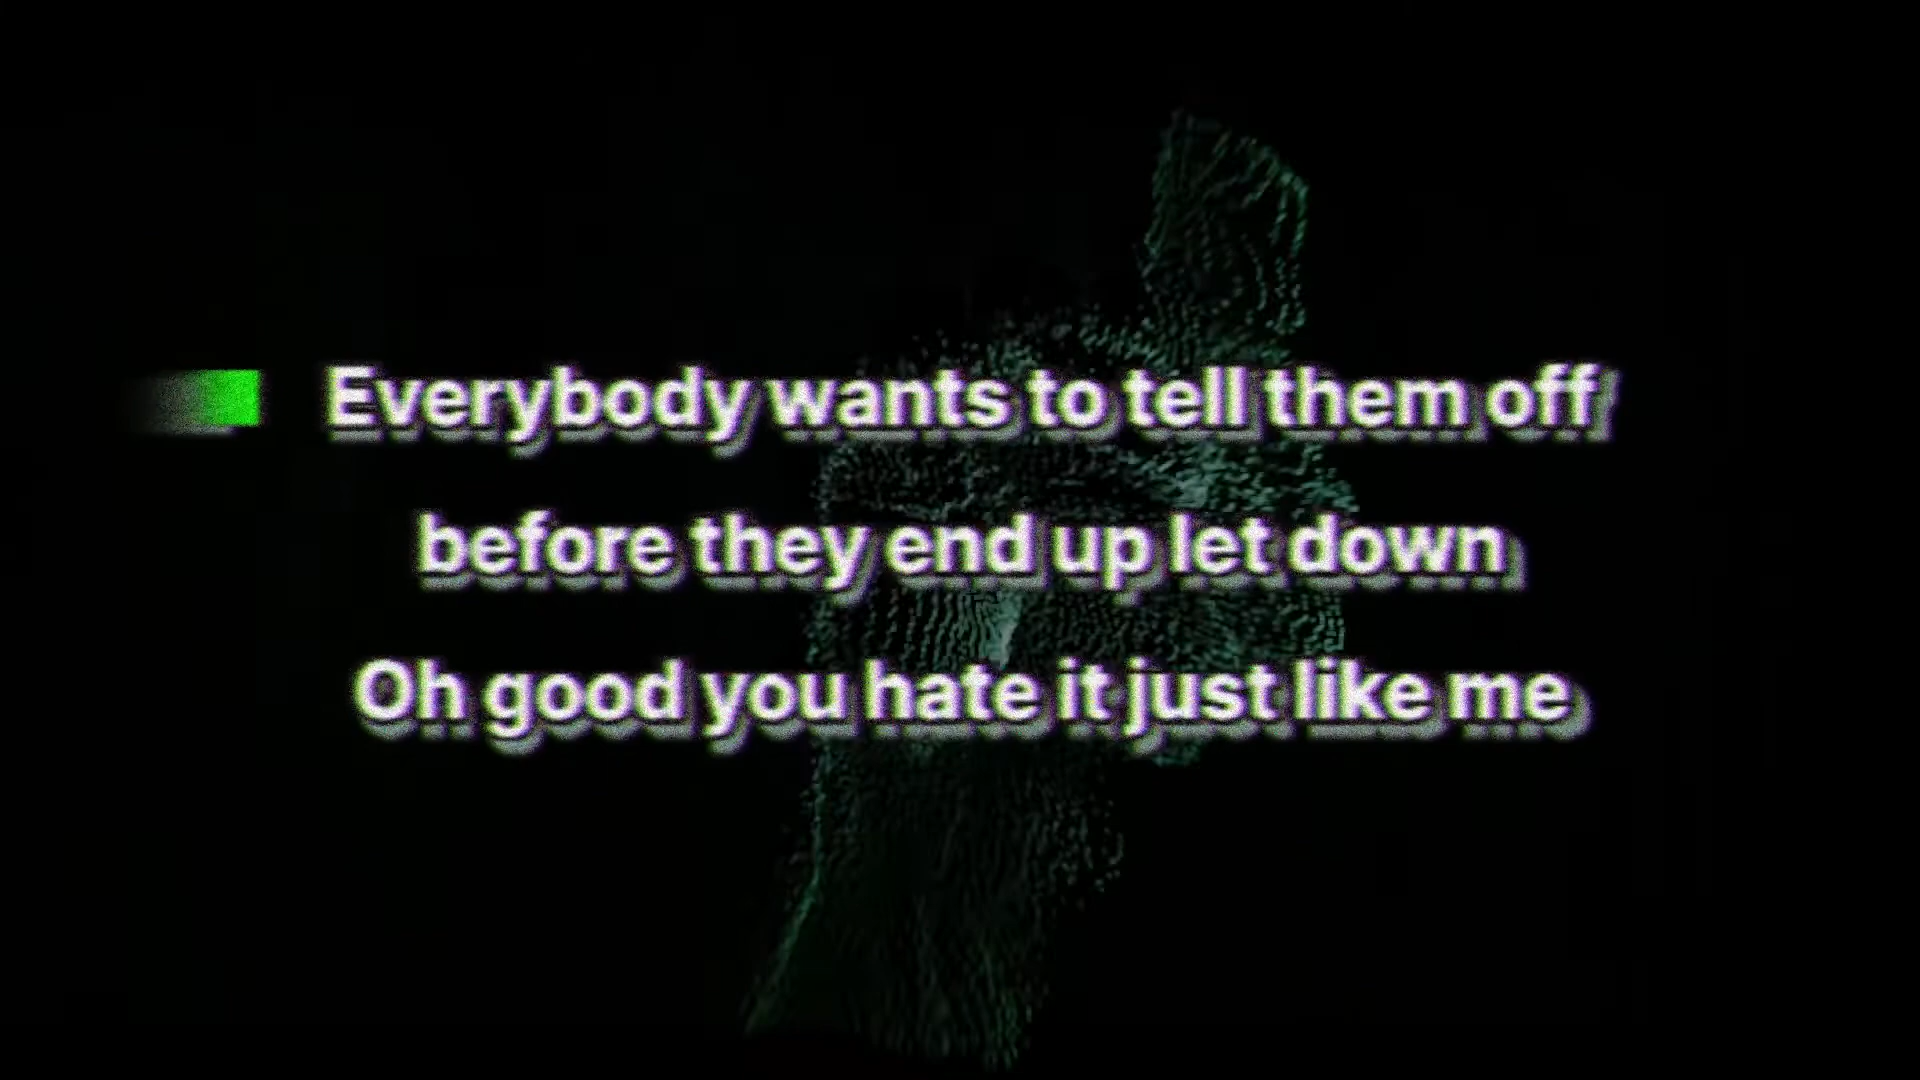 Everybody wants to tell them off
before they end up let down
Oh good you hate it just like me